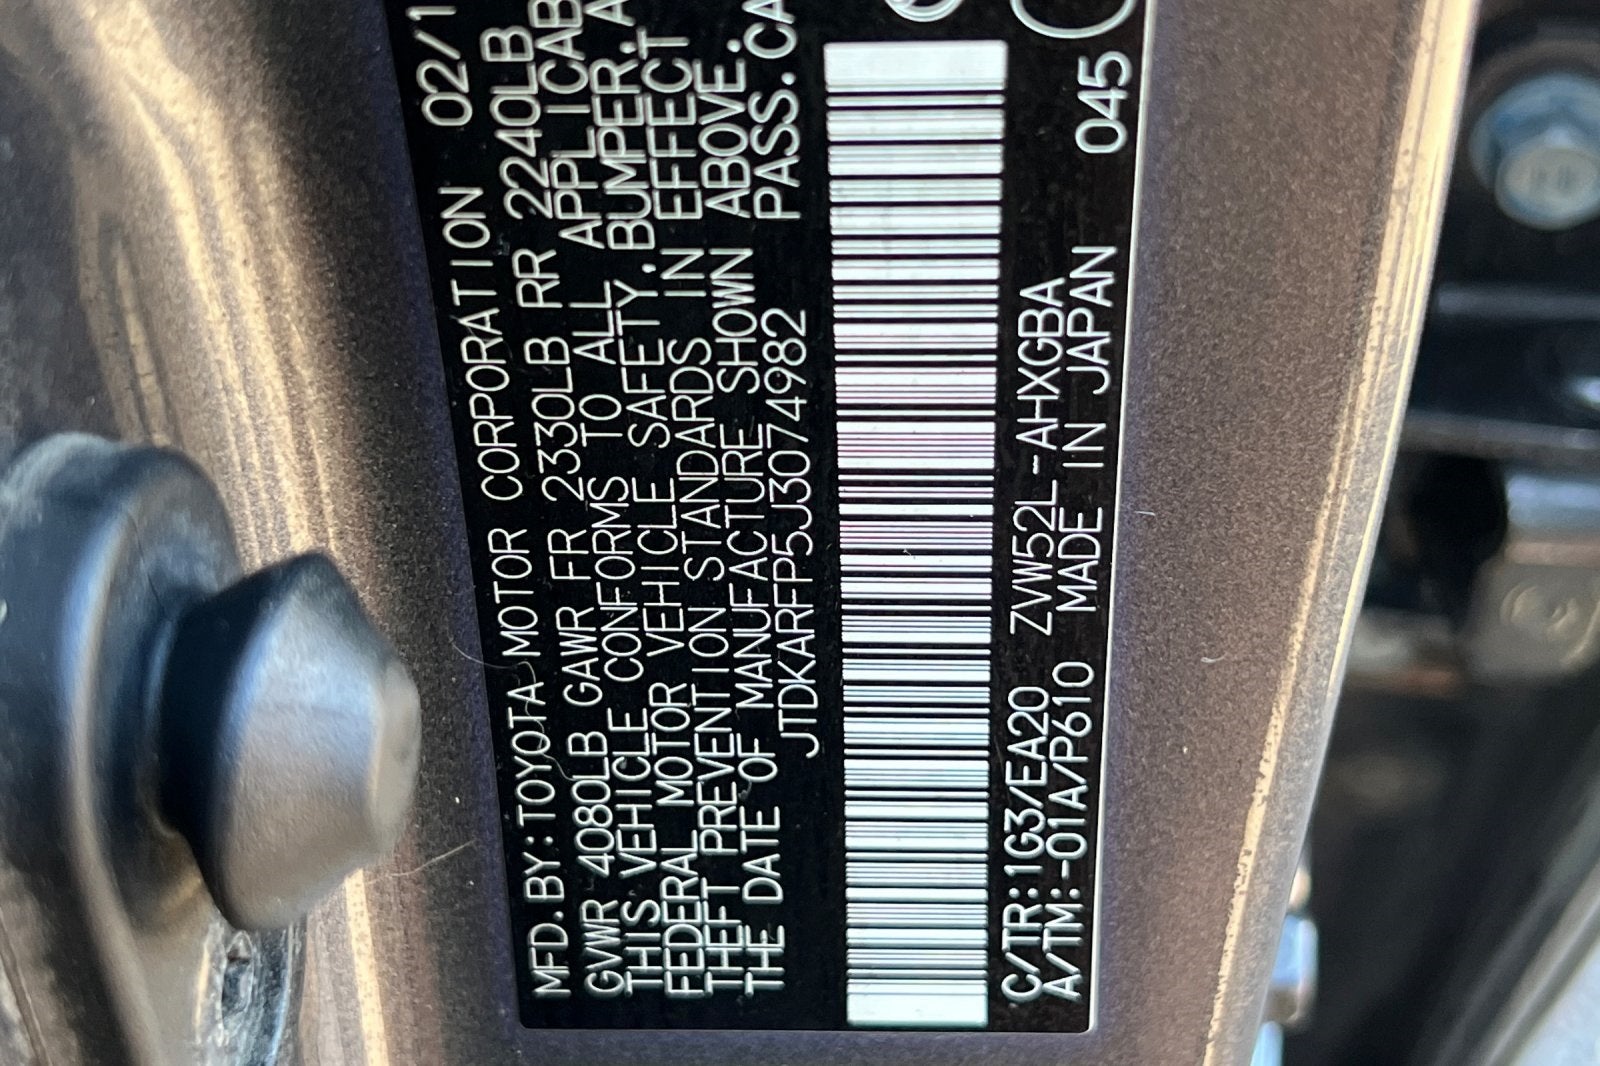 MFD.BY:TOYOTA MOTOR CORPORATION 02/1
GVWR 4080LB GAWR FR 2330LB RR 2240LB
THIS VEHICLE CONFORMS TO ALL APPLICAB
FEDERAL MOTOR VEHICLE SAFETY,BUMPER, A
THEFT PREVENTION STANDARDS IN EFFECT
THE DATE OF MANUFACTURE SHOWN ABOVE.
JTDKARFP5J3074982 PASS.CA
C/TR:1G3/EA20 ZVW52L-AHXGBA
A/TM:-01A/P610 MADE IN JAPAN 045